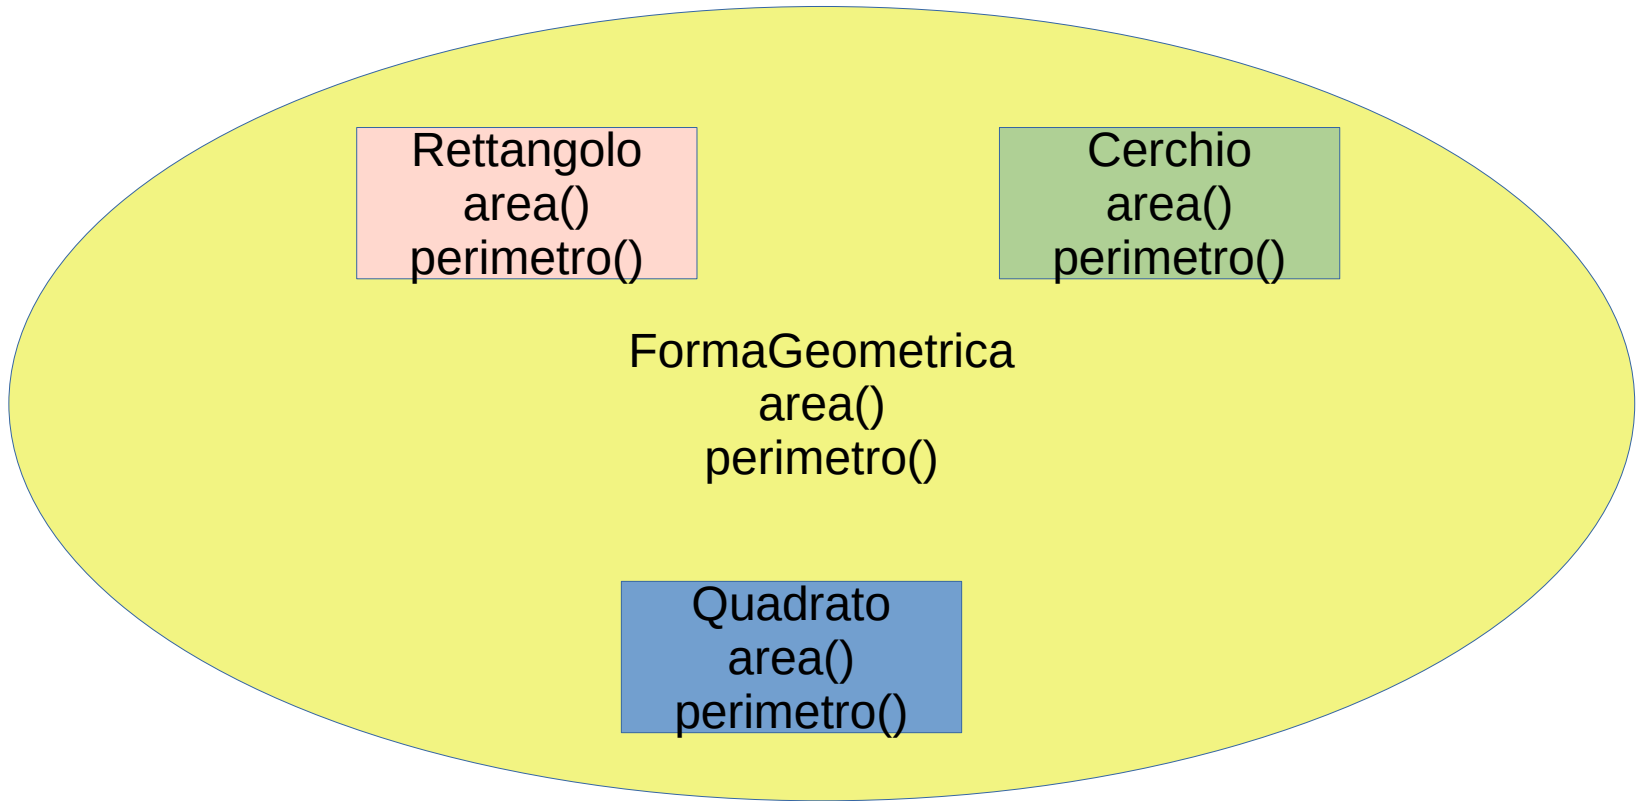 Rettangolo
area()
perimetro()
Cerchio
area()
perimetro()
FormaGeometrica
area()
perimetro()
Quadrato
area()
perimetro()